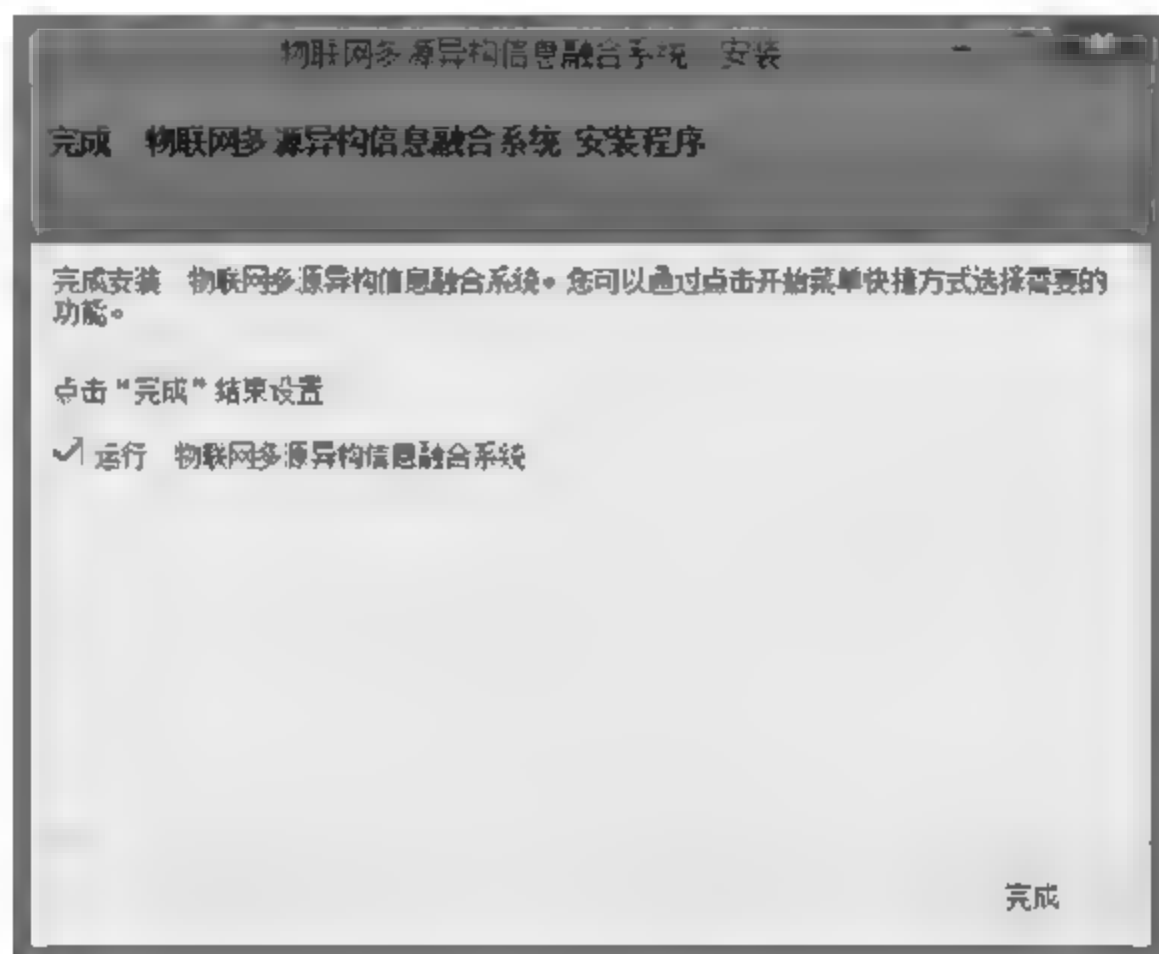 物联网多源异构信息融合系统 安装
完成 物联网多源异构信息融合系统 安装程序
完成安装 物联网多源异构信息融合系统。您可以通过点击开始菜单快捷方式选择需要的
功能。
点击“完成”结束设置
运行 物联网多源异构信息融合系统
完成